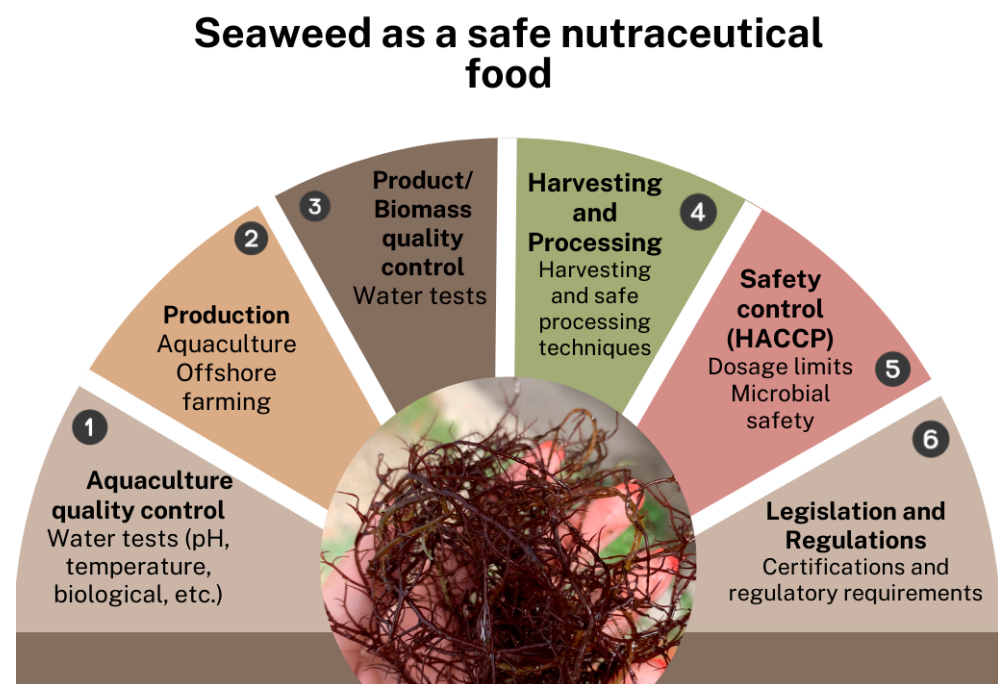 Seaweed as a safe nutraceutical
food
1
Aquaculture
quality control
Water tests (pH,
temperature,
biological, etc.)
2
Production
Aquaculture
Offshore
farming
3
Product/
Biomass
quality
control
Water tests
4
Harvesting
and
Processing
Harvesting
and safe
processing
techniques
5
Safety
control
(HACCP)
Dosage limits
Microbial
safety
6
Legislation and
Regulations
Certifications and
regulatory requirements